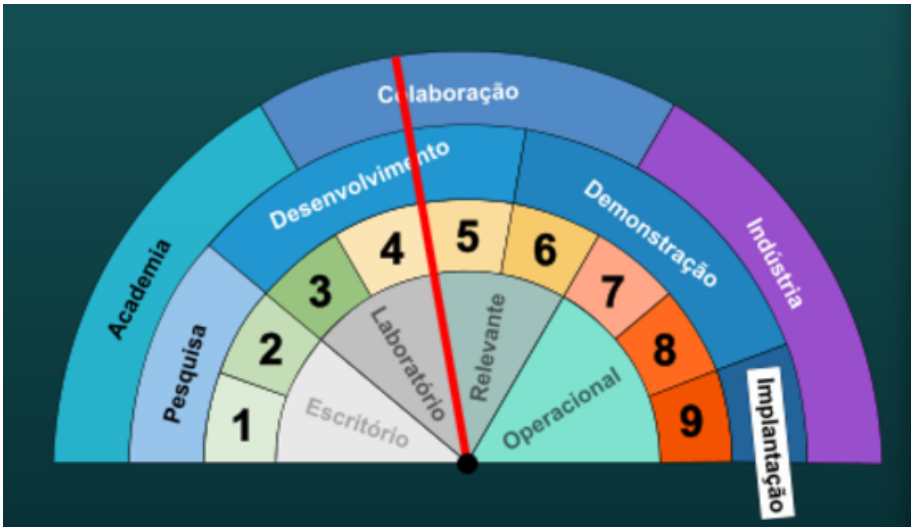 Colaboração
Academia
Indústria
Desenvolvimento
Demonstração
Pesquisa
Implantação
1
2
3
4
5
6
7
8
9
Escritório
Laboratório
Relevante
Operacional